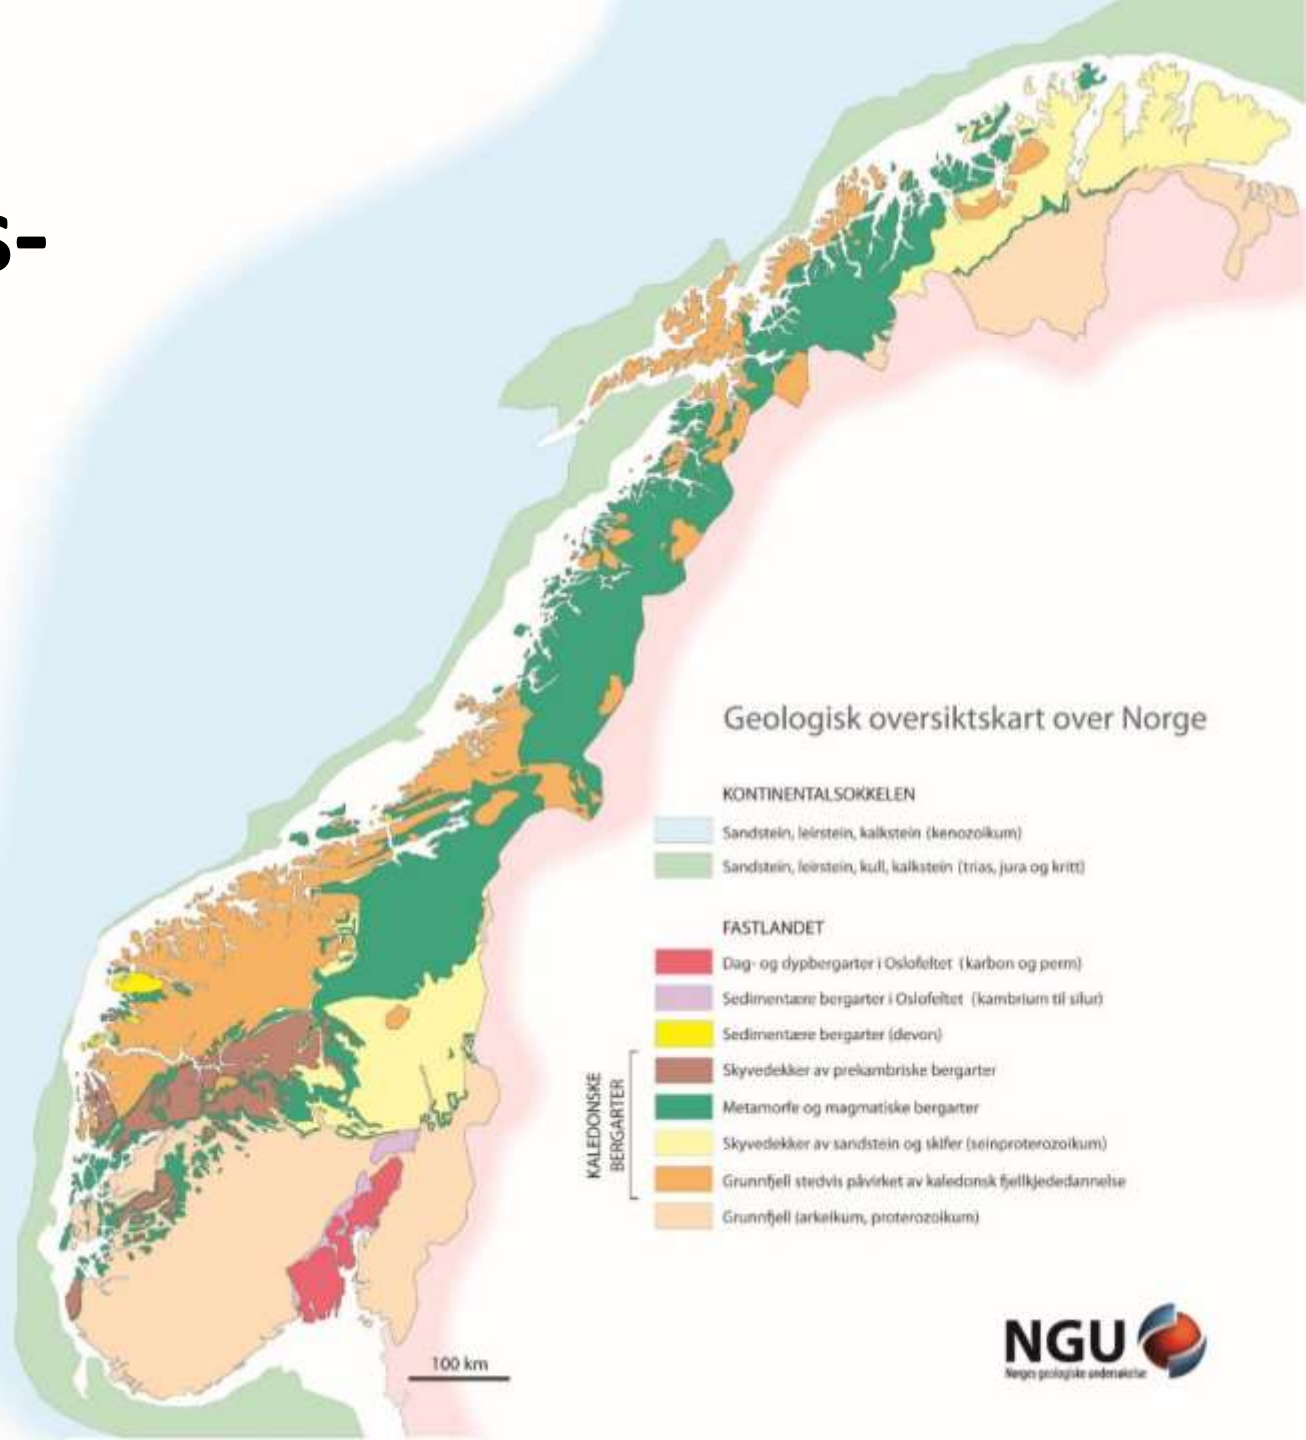 s-
Geologisk oversiktskart over Norge
KONTINENTALSOKKELEN
Sandstein, leirstein, kalkstein (kenozoikum)
Sandstein, leirstein, kull, kalkstein (trias, jura og kritt)
FASTLANDET
Dag- og dypbergarter i Oslofeltet (karbon og perm)
Sedimentære bergarter i Oslofeltet (kambrium til silur)
Sedimentære bergarter (devon)
KALEDONSKE
BERGARTER
Skyvedekker av prekambriske bergarter
Metamorfe og magmatiske bergarter
Skyvedekker av sandstein og skifer (seinproterozoikum)
Grunnfjell stedvis påvirket av kaledonsk fjellkjededannelse
Grunnfjell (arkeikum, proterozoikum)
100 km
NGU
Norges geologiske undersøkelse